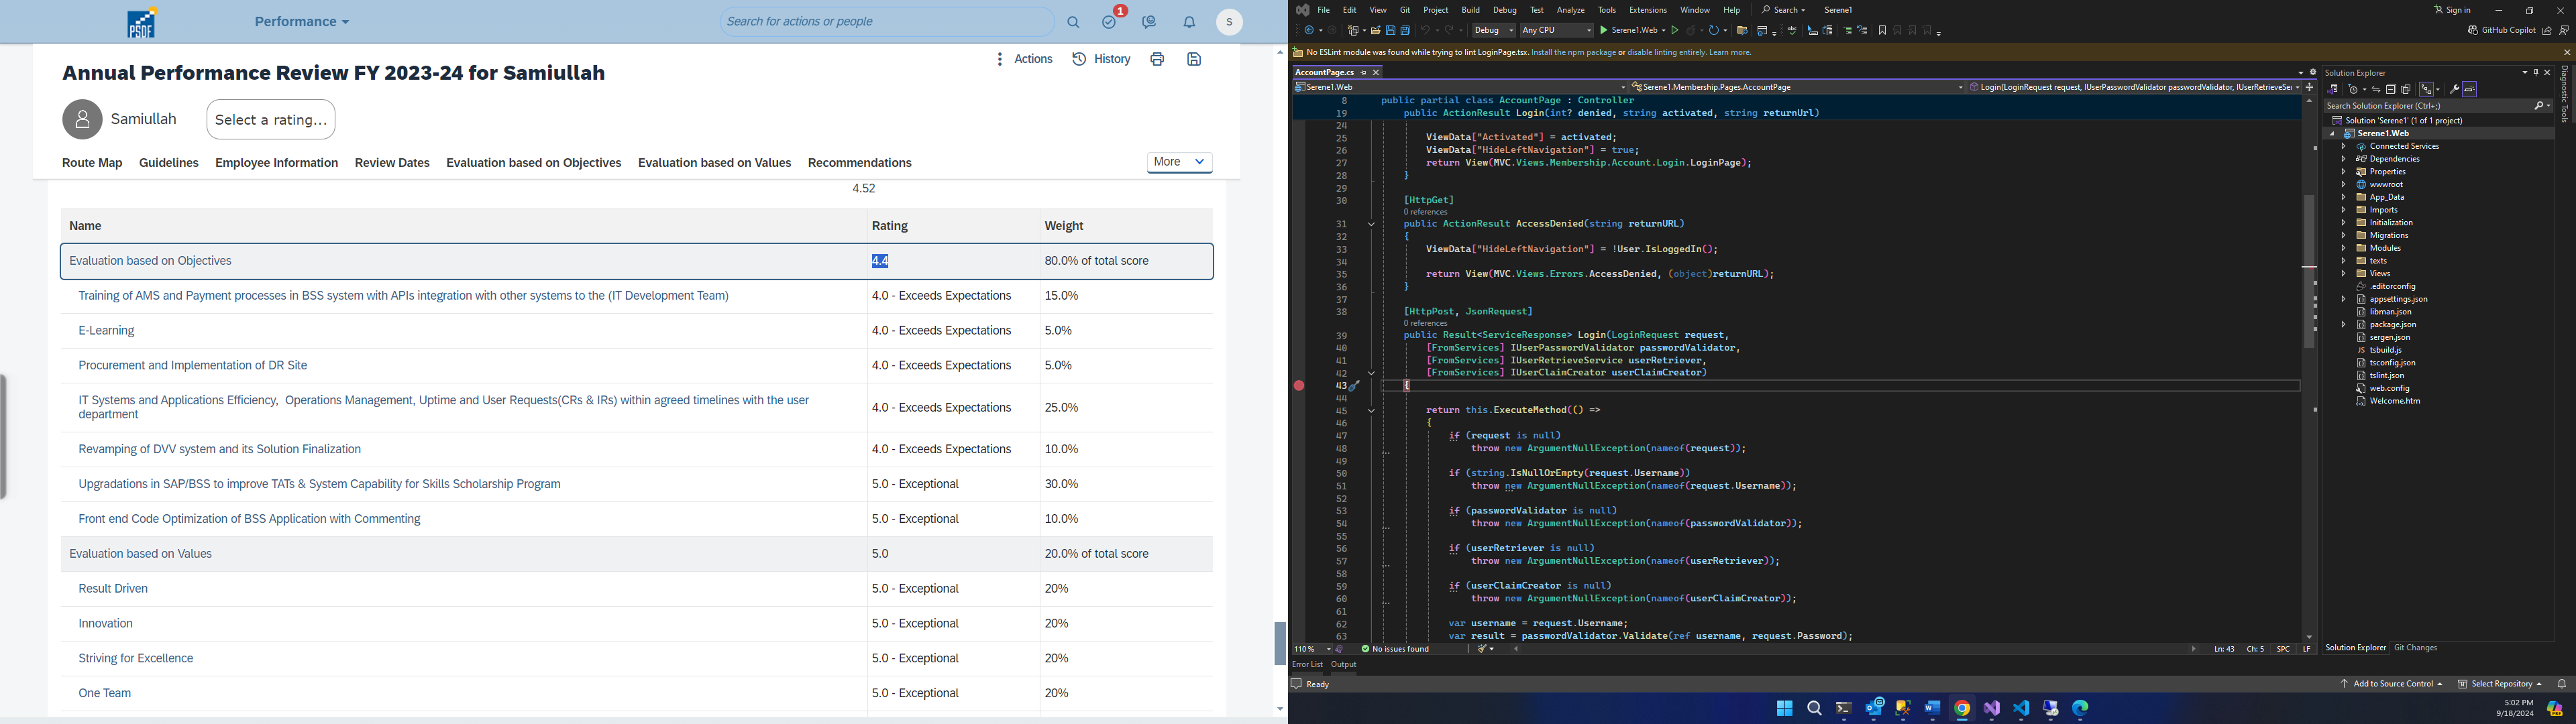 PSDF
Performance
Search for actions or people
1
S
Annual Performance Review FY 2023-24 for Samiullah
Actions
History
Samiullah
Select a rating...
Route Map
Guidelines
Employee Information
Review Dates
Evaluation based on Objectives
Evaluation based on Values
Recommendations
More
4.52
Name Rating Weight
Evaluation based on Objectives 4.4 80.0% of total score
Training of AMS and Payment processes in BSS system with APIs integration with other systems to the (IT Development Team) 4.0 - Exceeds Expectations 15.0%
E-Learning 4.0 - Exceeds Expectations 5.0%
Procurement and Implementation of DR Site 4.0 - Exceeds Expectations 5.0%
IT Systems and Applications Efficiency, Operations Management, Uptime and User Requests(CRs & IRs) within agreed timelines with the user
department 4.0 - Exceeds Expectations 25.0%
Revamping of DVV system and its Solution Finalization 4.0 - Exceeds Expectations 10.0%
Upgradations in SAP/BSS to improve TATs & System Capability for Skills Scholarship Program 5.0 - Exceptional 30.0%
Front end Code Optimization of BSS Application with Commenting 5.0 - Exceptional 10.0%
Evaluation based on Values 5.0 20.0% of total score
Result Driven 5.0 - Exceptional 20%
Innovation 5.0 - Exceptional 20%
Striving for Excellence 5.0 - Exceptional 20%
One Team 5.0 - Exceptional 20%
File Edit View Git Project Build Debug Test Analyze Tools Extensions Window Help Search Serene1 Sign in
Debug Any CPU Serene1.Web GitHub Copilot
No ESLint module was found while trying to lint LoginPage.tsx. Install the npm package or disable linting entirely. Learn more.
AccountPage.cs
Serene1.Web Serene1.Membership.Pages.AccountPage Login(LoginRequest request, IUserPasswordValidator passwordValidator, IUserRetrieveSer
8 public partial class AccountPage : Controller
19 public ActionResult Login(int? denied, string activated, string returnUrl)
24
25 ViewData["Activated"] = activated;
26 ViewData["HideLeftNavigation"] = true;
27 return View(MVC.Views.Membership.Account.Login.LoginPage);
28 }
29
30 [HttpGet]
0 references
31 public ActionResult AccessDenied(string returnURL)
32 {
33 ViewData["HideLeftNavigation"] = !User.IsLoggedIn();
34
35 return View(MVC.Views.Errors.AccessDenied, (object)returnURL);
36 }
37
38 [HttpPost, JsonRequest]
0 references
39 public Result<ServiceResponse> Login(LoginRequest request,
40 [FromServices] IUserPasswordValidator passwordValidator,
41 [FromServices] IUserRetrieveService userRetriever,
42 [FromServices] IUserClaimCreator userClaimCreator)
43 {
44
45 return this.ExecuteMethod(() =>
46 {
47 if (request is null)
48 throw new ArgumentNullException(nameof(request));
49
50 if (string.IsNullOrEmpty(request.Username))
51 throw new ArgumentNullException(nameof(request.Username));
52
53 if (passwordValidator is null)
54 throw new ArgumentNullException(nameof(passwordValidator));
55
56 if (userRetriever is null)
57 throw new ArgumentNullException(nameof(userRetriever));
58
59 if (userClaimCreator is null)
60 throw new ArgumentNullException(nameof(userClaimCreator));
61
62 var username = request.Username;
63 var result = passwordValidator.Validate(ref username, request.Password);
110 % No issues found Ln: 43 Ch: 5 SPC LF
Error List Output
Ready
Solution Explorer
Search Solution Explorer (Ctrl+;)
Solution 'Serene1' (1 of 1 project)
Serene1.Web
Connected Services
Dependencies
Properties
wwwroot
App_Data
Imports
Initialization
Migrations
Modules
texts
Views
.editorconfig
appsettings.json
libman.json
package.json
sergen.json
tsbuild.js
tsconfig.json
tslint.json
web.config
Welcome.htm
Solution Explorer Git Changes
Diagnostic Tools
Add to Source Control Select Repository
5:02 PM
9/18/2024